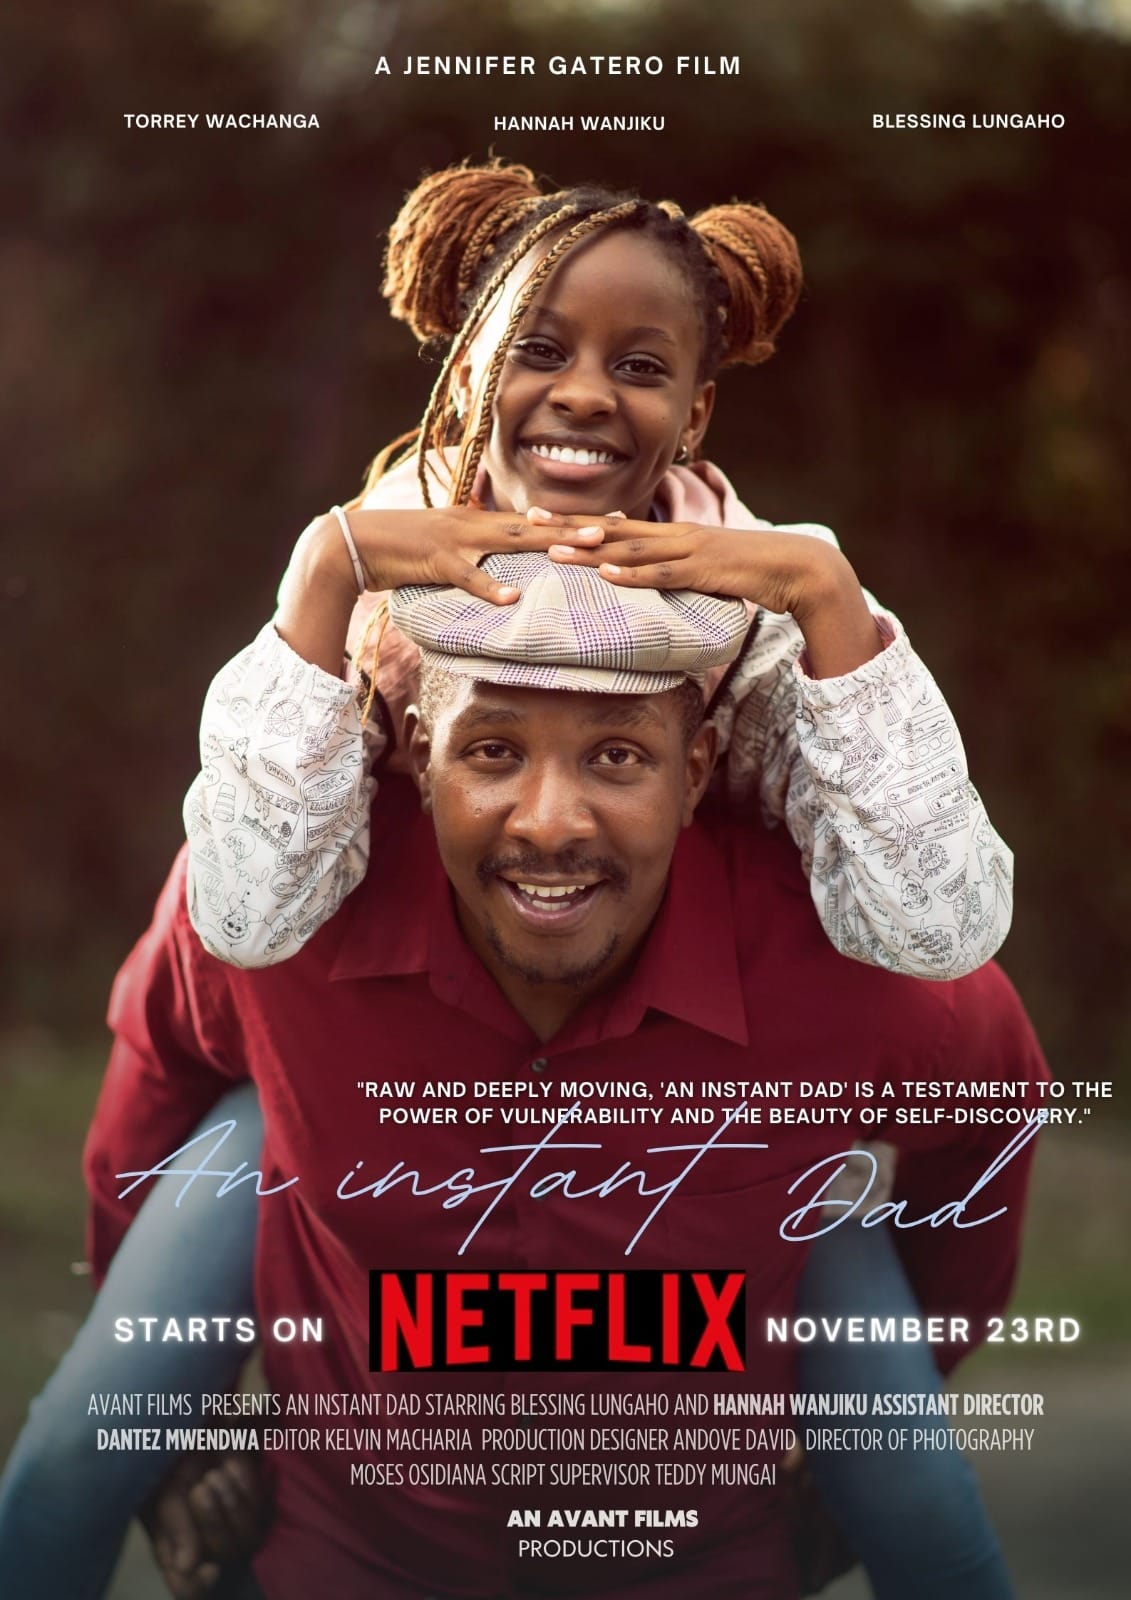 A JENNIFER GATERO FILM
TORREY WACHANGA
HANNAH WANJIKU
BLESSING LUNGAHO
"RAW AND DEEPLY MOVING, 'AN INSTANT DAD' IS A TESTAMENT TO THE
POWER OF VULNERABILITY AND THE BEAUTY OF SELF-DISCOVERY."
An instant Dad
STARTS ON NETFLIX NOVEMBER 23RD
AVANT FILMS PRESENTS AN INSTANT DAD STARRING BLESSING LUNGAHO AND HANNAH WANJIKU ASSISTANT DIRECTOR
DANTEZ MWENDWA EDITOR KELVIN MACHARIA PRODUCTION DESIGNER ANDOVE DAVID DIRECTOR OF PHOTOGRAPHY
MOSES OSIDIANA SCRIPT SUPERVISOR TEDDY MUNGAI
AN AVANT FILMS
PRODUCTIONS